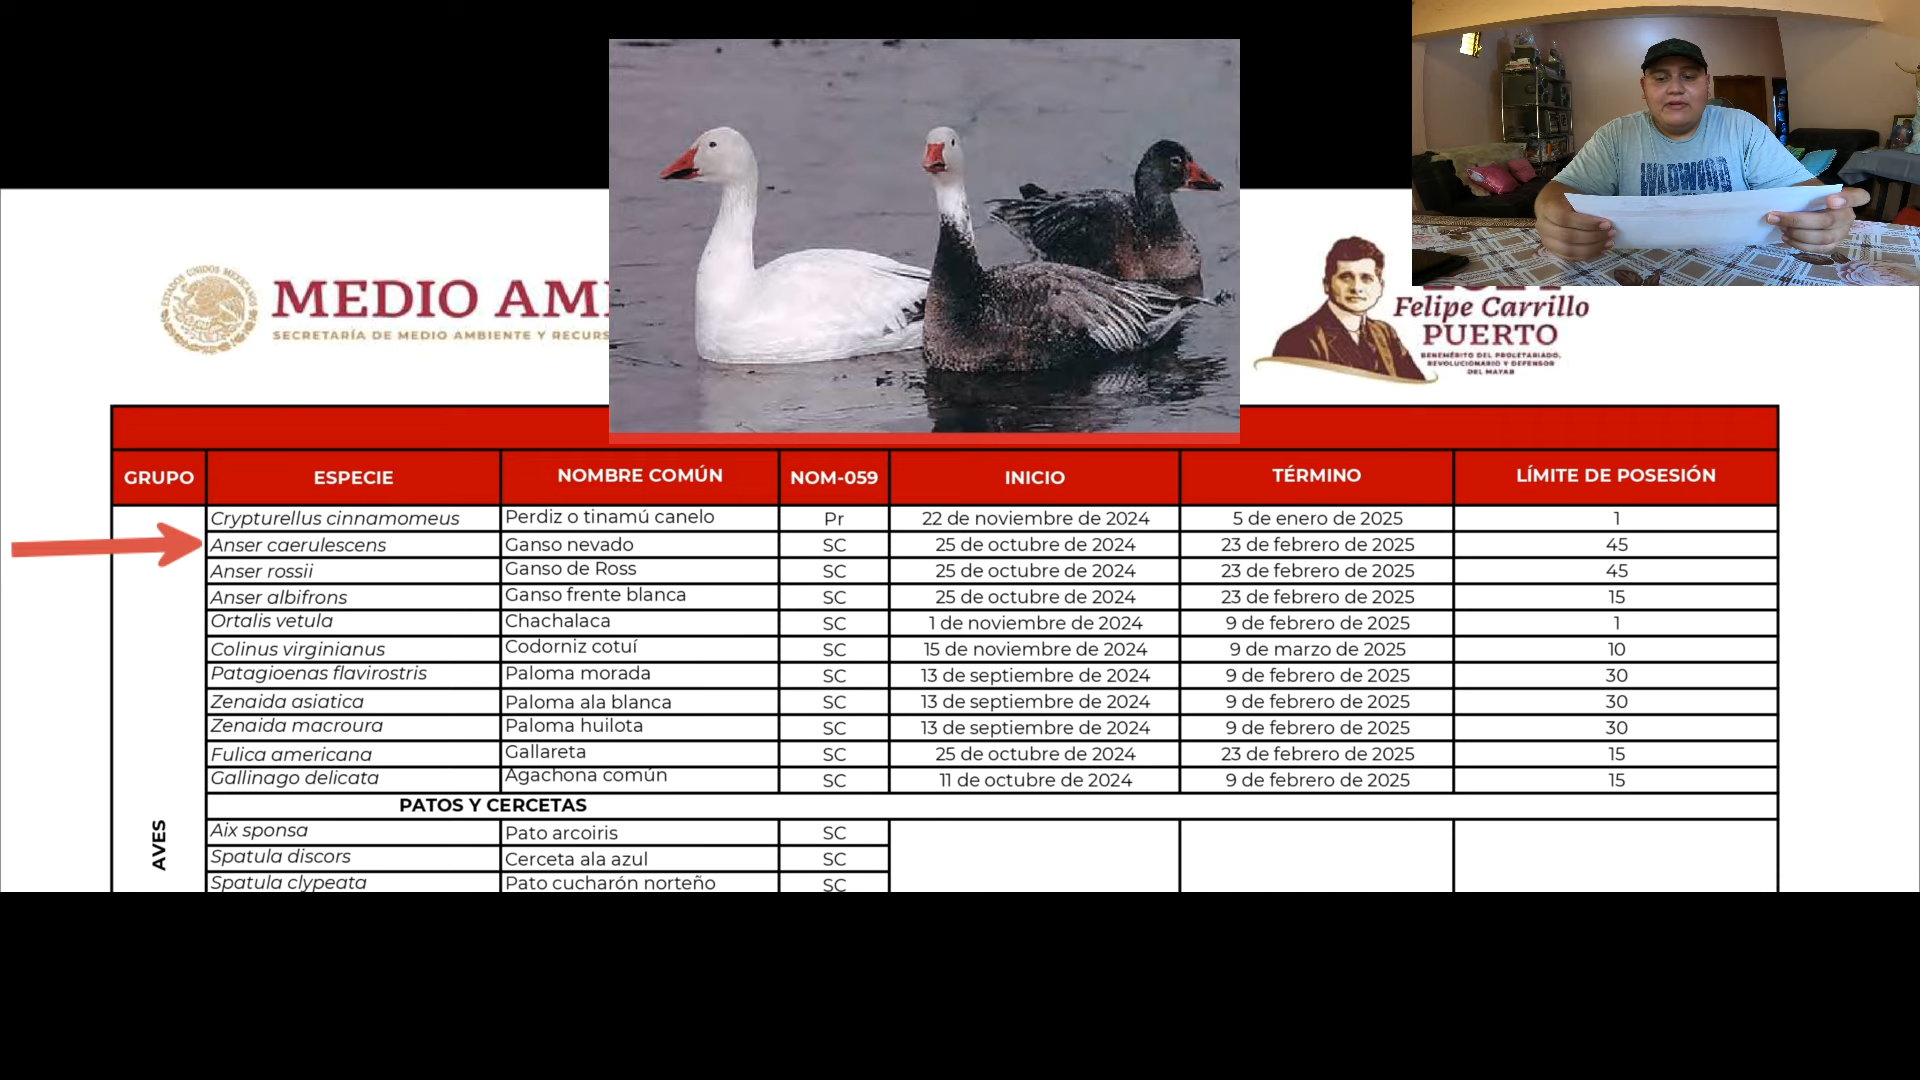 MEDIO AM
SECRETARÍA DE MEDIO AMBIENTE Y RECURS
Felipe Carrillo
PUERTO
BENEMÉRITO DEL PROLETARIADO,
REVOLUCIONARIO Y DEFENSOR
DEL MAYAB
WILDWOOD
GRUPO ESPECIE NOMBRE COMÚN NOM-059 INICIO TÉRMINO LÍMITE DE POSESIÓN
Crypturellus cinnamomeus Perdiz o tinamú canelo Pr 22 de noviembre de 2024 5 de enero de 2025 1
Anser caerulescens Ganso nevado SC 25 de octubre de 2024 23 de febrero de 2025 45
Anser rossii Ganso de Ross SC 25 de octubre de 2024 23 de febrero de 2025 45
Anser albifrons Ganso frente blanca SC 25 de octubre de 2024 23 de febrero de 2025 15
Ortalis vetula Chachalaca SC 1 de noviembre de 2024 9 de febrero de 2025 1
Colinus virginianus Codorniz cotuí SC 15 de noviembre de 2024 9 de marzo de 2025 10
Patagioenas flavirostris Paloma morada SC 13 de septiembre de 2024 9 de febrero de 2025 30
Zenaida asiatica Paloma ala blanca SC 13 de septiembre de 2024 9 de febrero de 2025 30
Zenaida macroura Paloma huilota SC 13 de septiembre de 2024 9 de febrero de 2025 30
Fulica americana Gallareta SC 25 de octubre de 2024 23 de febrero de 2025 15
Gallinago delicata Agachona común SC 11 de octubre de 2024 9 de febrero de 2025 15
PATOS Y CERCETAS
AVES
Aix sponsa Pato arcoiris SC
Spatula discors Cerceta ala azul SC
Spatula clypeata Pato cucharón norteño SC